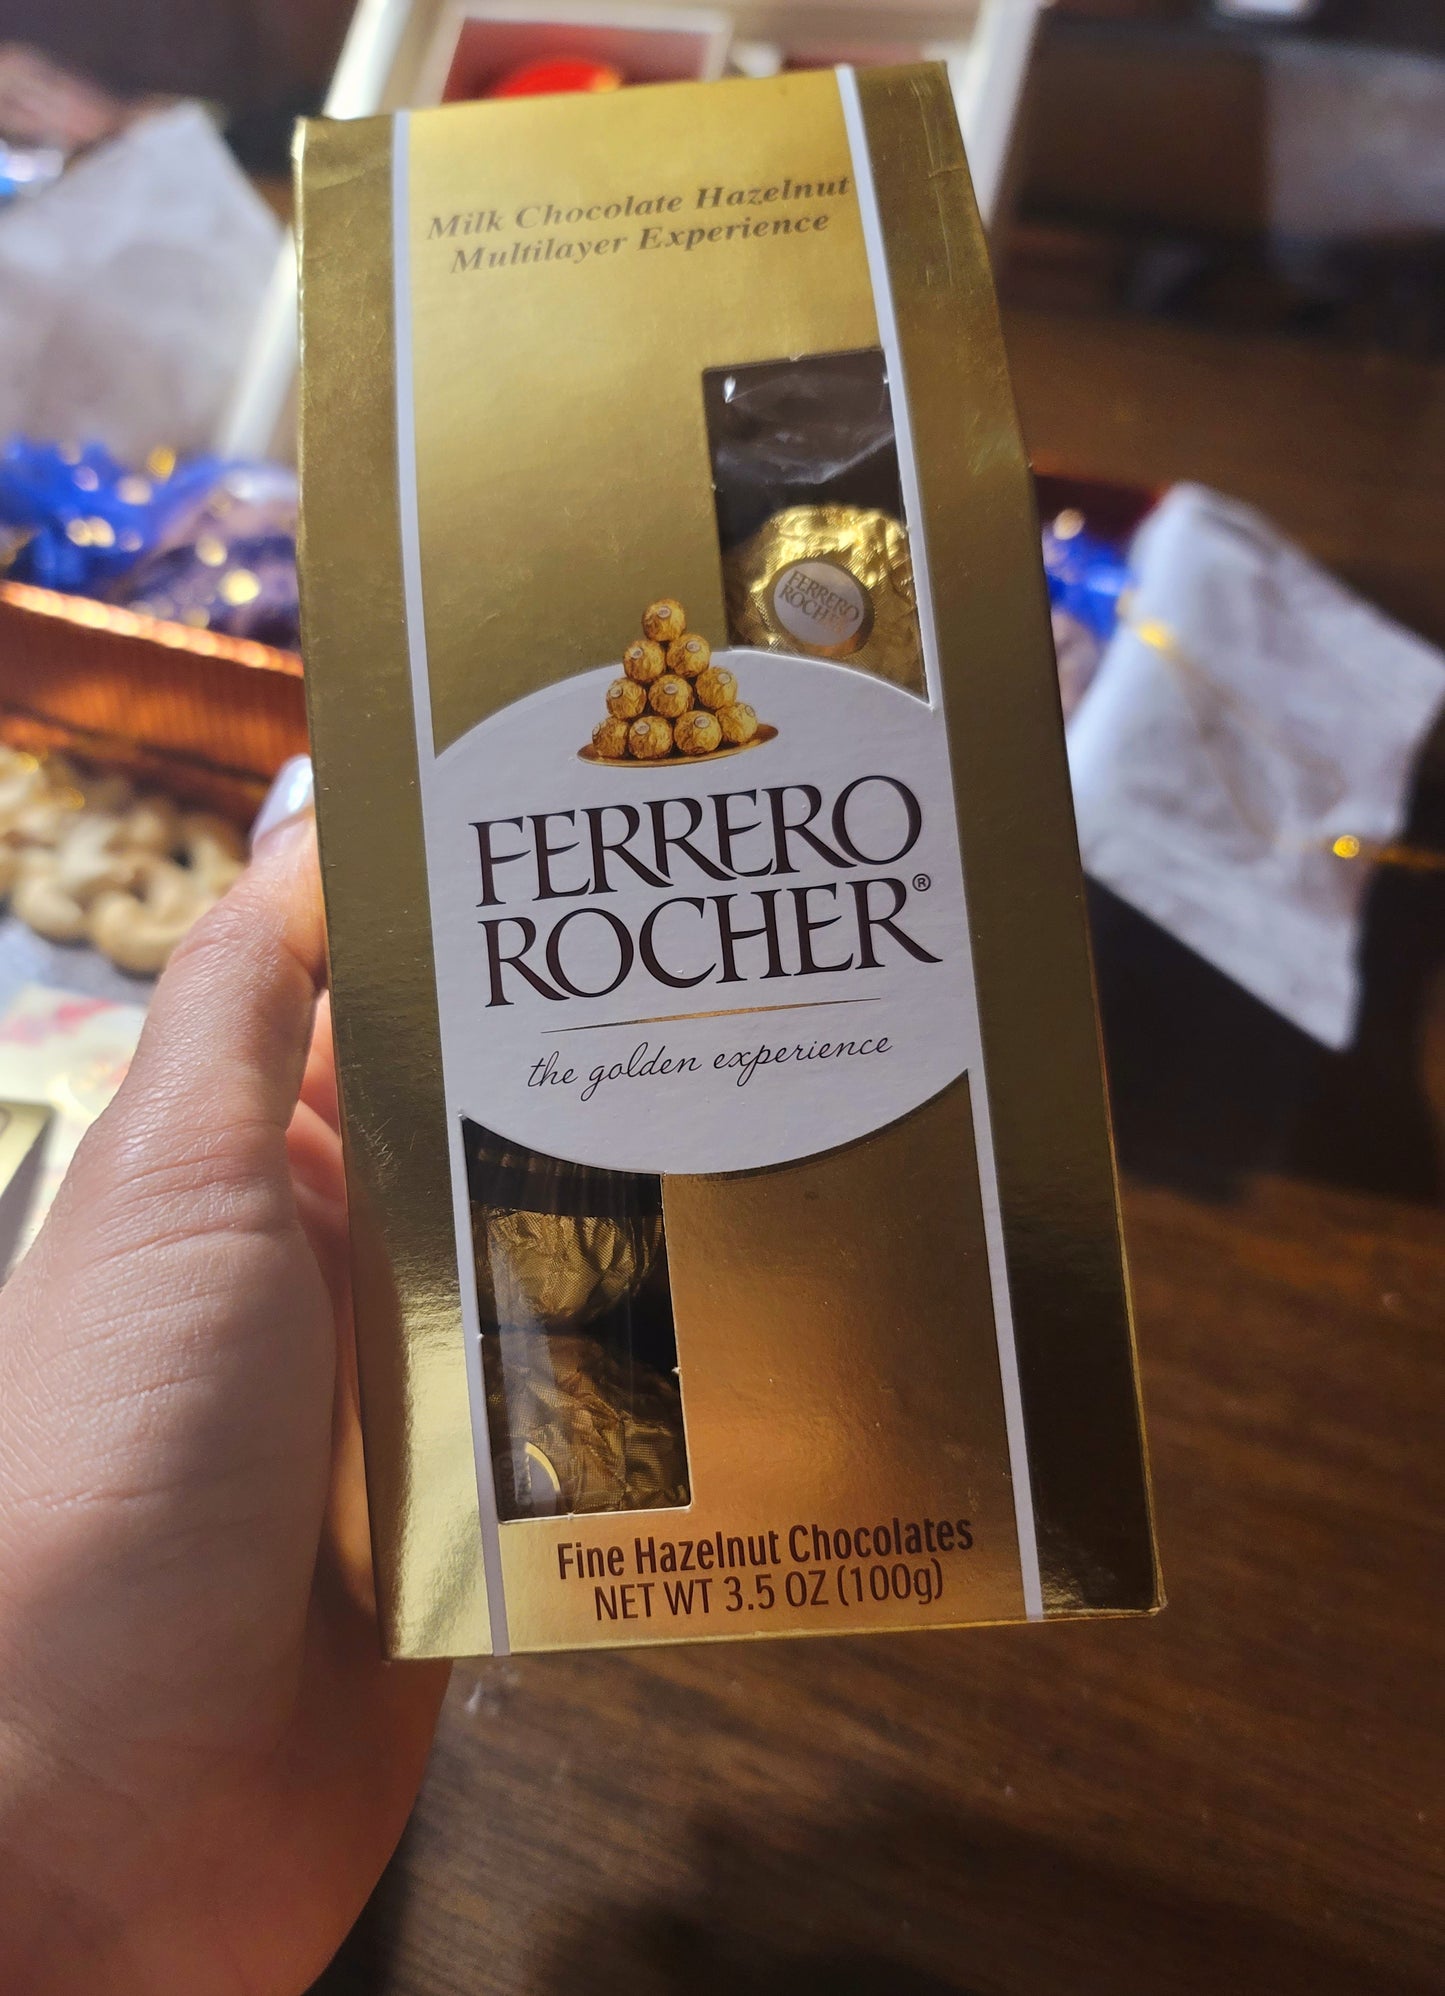 Milk Chocolate Hazelnut
Multilayer Experience
FERRERO
ROCHER
FERRERO
ROCHER®
the golden experience
Fine Hazelnut Chocolates
NET WT 3.5 OZ (100g)